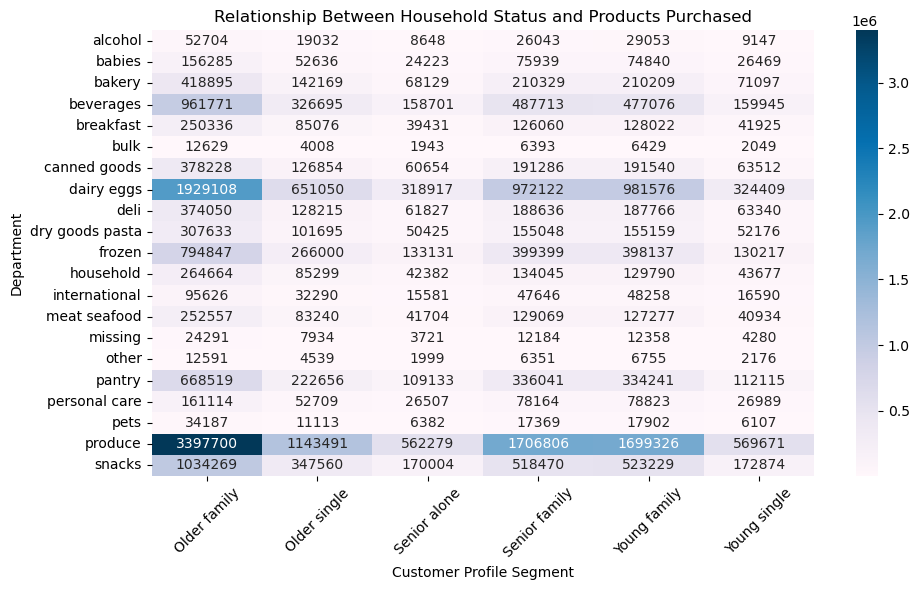 Relationship Between Household Status and Products Purchased
1e6
alcohol 52704 19032 8648 26043 29053 9147
babies 156285 52636 24223 75939 74840 26469
bakery 418895 142169 68129 210329 210209 71097
beverages 961771 326695 158701 487713 477076 159945
breakfast 250336 85076 39431 126060 128022 41925
bulk 12629 4008 1943 6393 6429 2049
canned goods 378228 126854 60654 191286 191540 63512
dairy eggs 1929108 651050 318917 972122 981576 324409
deli 374050 128215 61827 188636 187766 63340
dry goods pasta 307633 101695 50425 155048 155159 52176
frozen 794847 266000 133131 399399 398137 130217
household 264664 85299 42382 134045 129790 43677
international 95626 32290 15581 47646 48258 16590
meat seafood 252557 83240 41704 129069 127277 40934
missing 24291 7934 3721 12184 12358 4280
other 12591 4539 1999 6351 6755 2176
pantry 668519 222656 109133 336041 334241 112115
personal care 161114 52709 26507 78164 78823 26989
pets 34187 11113 6382 17369 17902 6107
produce 3397700 1143491 562279 1706806 1699326 569671
snacks 1034269 347560 170004 518470 523229 172874
Department
Older family
Older single
Senior alone
Senior family
Young family
Young single
Customer Profile Segment
3.0
2.5
2.0
1.5
1.0
0.5